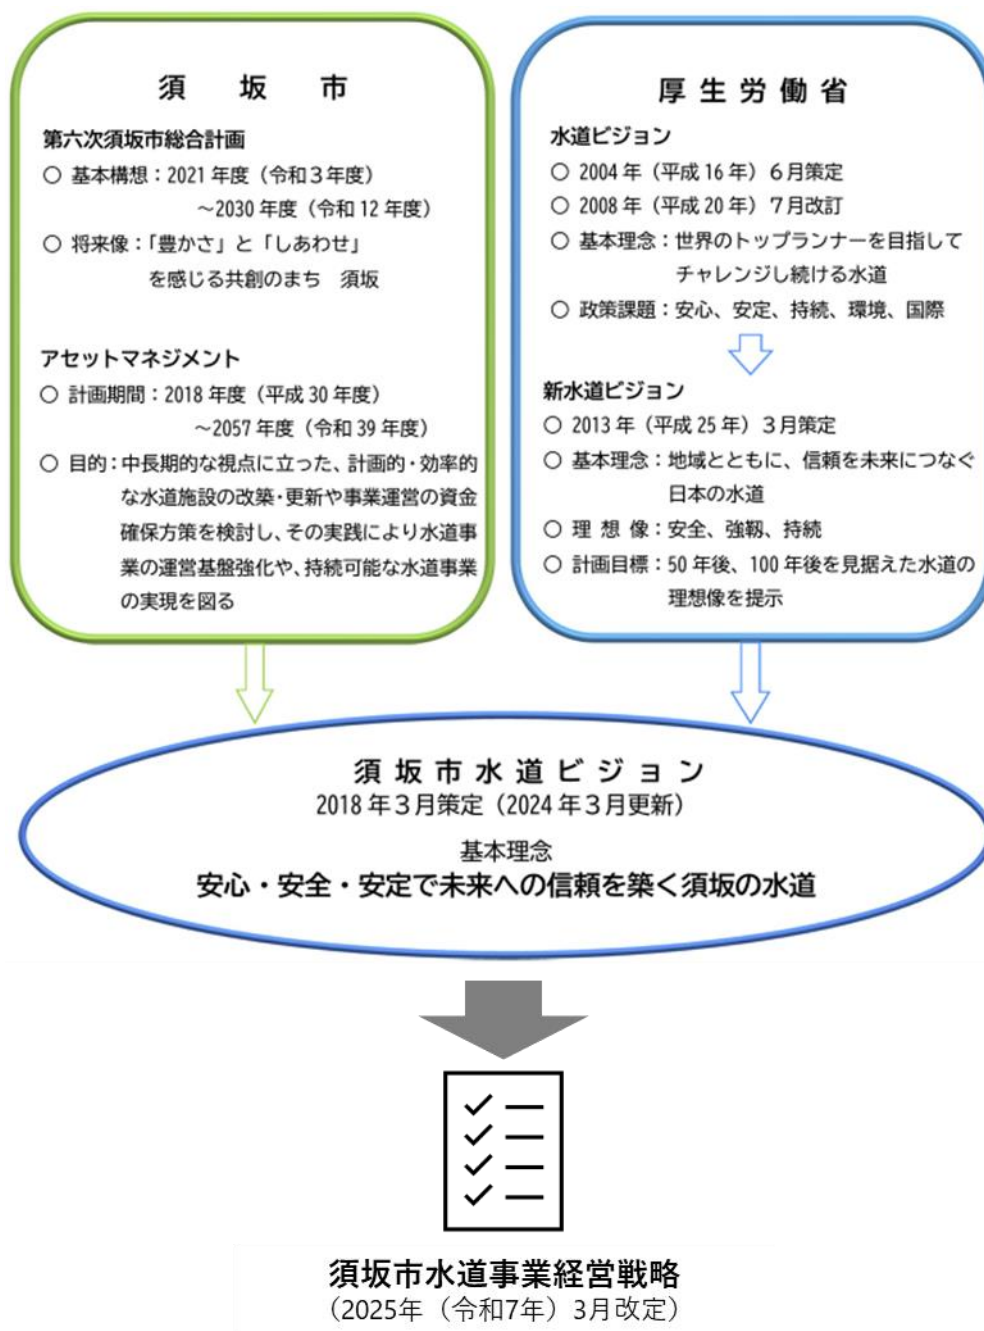 須 坂 市
第六次須坂市総合計画
○ 基本構想：2021 年度（令和３年度）
～2030 年度（令和 12 年度）
○ 将来像：「豊かさ」と「しあわせ」
を感じる共創のまち　須坂
アセットマネジメント
○ 計画期間：2018 年度（平成 30 年度）
～2057 年度（令和 39 年度）
○ 目的：中長期的な視点に立った、計画的・効率的
な水道施設の改築・更新や事業運営の資金
確保方策を検討し、その実践により水道事
業の運営基盤強化や、持続可能な水道事業
の実現を図る
厚 生 労 働 省
水道ビジョン
○ 2004 年（平成 16 年）６月策定
○ 2008 年（平成 20 年）７月改訂
○ 基本理念：世界のトップランナーを目指して
チャレンジし続ける水道
○ 政策課題：安心、安定、持続、環境、国際
新水道ビジョン
○ 2013 年（平成 25 年）３月策定
○ 基本理念：地域とともに、信頼を未来につなぐ
日本の水道
○ 理 想 像：安全、強靱、持続
○ 計画目標：50 年後、100 年後を見据えた水道の
理想像を提示
須 坂 市 水 道 ビ ジ ョ ン
2018 年３月策定（2024 年３月更新）
基本理念
安心・安全・安定で未来への信頼を築く須坂の水道
須坂市水道事業経営戦略
（2025年（令和7年）3月改定）